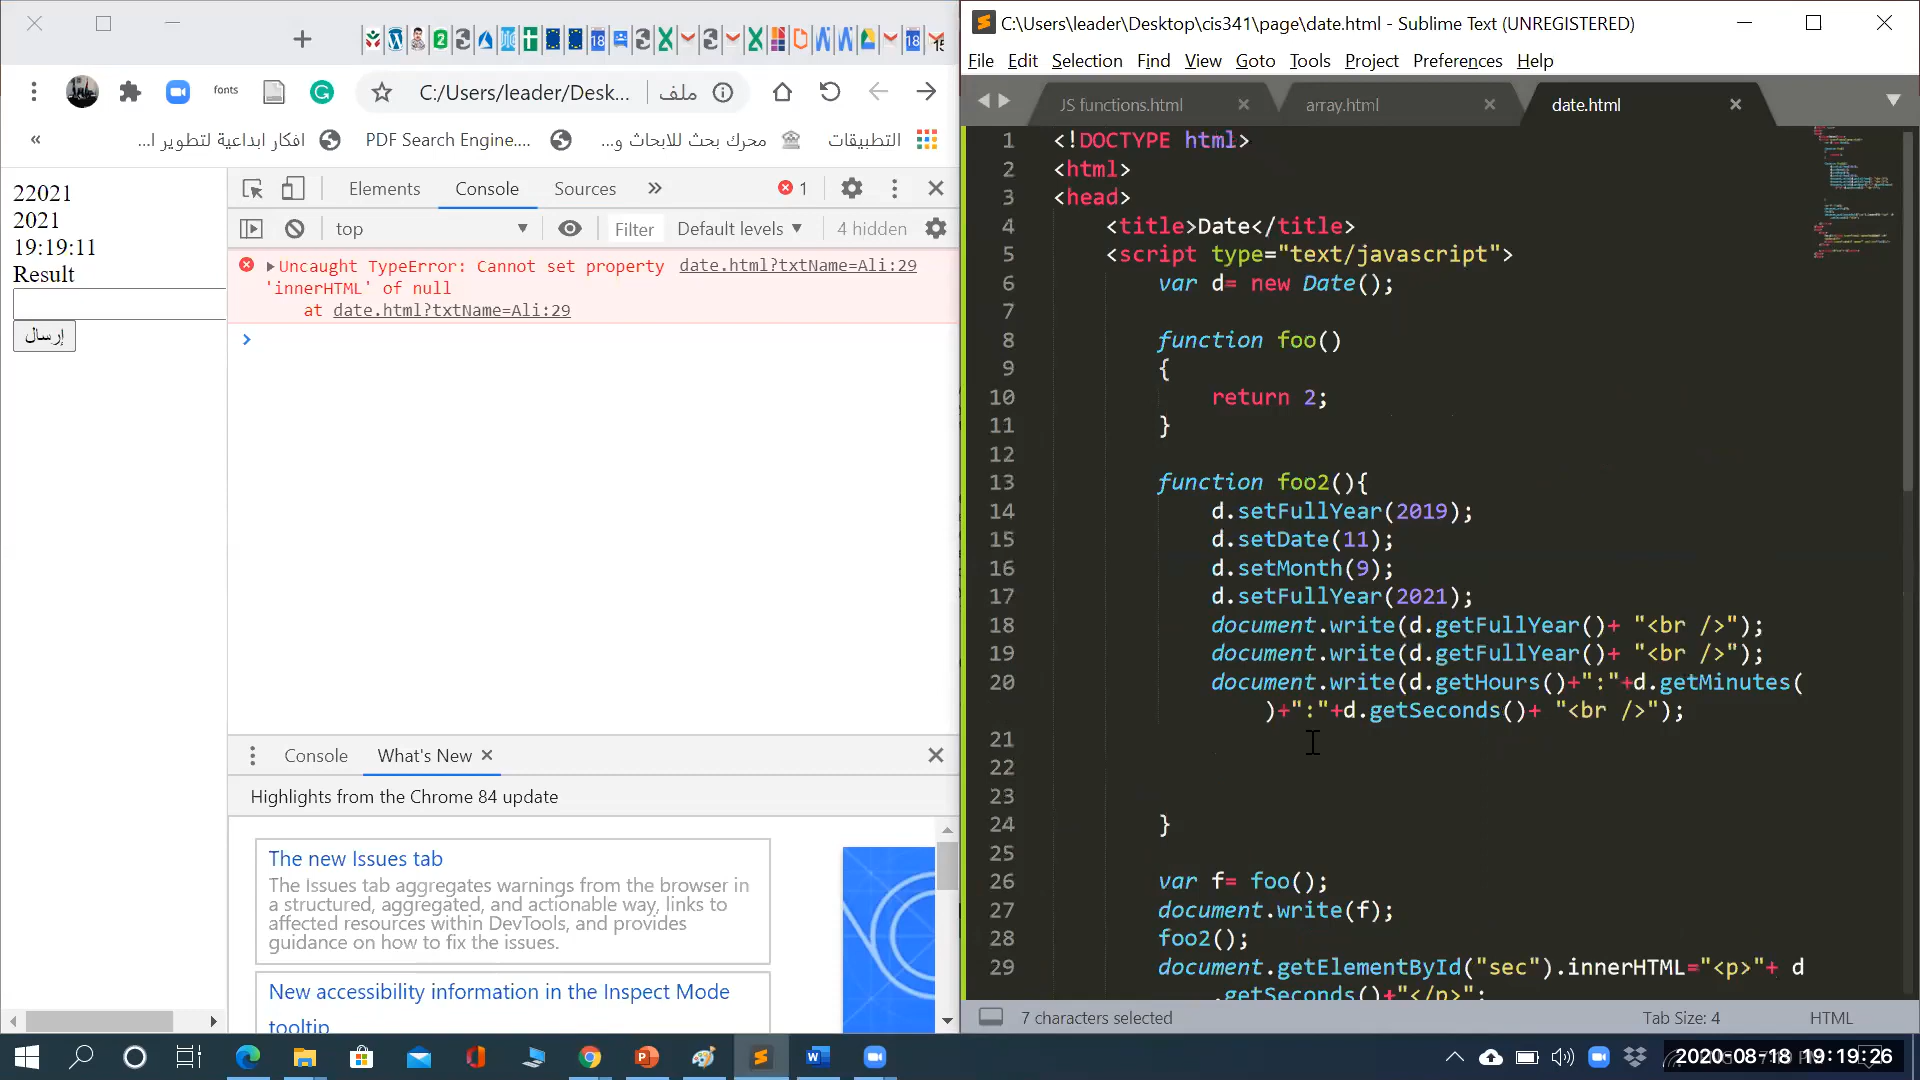 C:\Users\leader\Desktop\cis341\page\date.html - Sublime Text (UNREGISTERED)
File Edit Selection Find View Goto Tools Project Preferences Help
JS functions.html
array.html
date.html
fonts
C:/Users/leader/Desk...
ملف
افكار ابداعية لتطوير ا...
PDF Search Engine....
محرك بحث للابحاث و...
التطبيقات
22021
2021
19:19:11
Result
إرسال
Elements Console Sources » 1
top
Filter
Default levels ▼
4 hidden
Uncaught TypeError: Cannot set property date.html?txtName=Ali:29
'innerHTML' of null
at date.html?txtName=Ali:29
Console
What's New
Highlights from the Chrome 84 update
The new Issues tab
The Issues tab aggregates warnings from the browser in
a structured, aggregated, and actionable way, links to
affected resources within DevTools, and provides
guidance on how to fix the issues.
New accessibility information in the Inspect Mode
tooltip
1 <!DOCTYPE html>
2 <html>
3 <head>
4 <title>Date</title>
5 <script type="text/javascript">
6 var d= new Date();
7
8 function foo()
9 {
10 return 2;
11 }
12
13 function foo2(){
14 d.setFullYear(2019);
15 d.setDate(11);
16 d.setMonth(9);
17 d.setFullYear(2021);
18 document.write(d.getFullYear()+ "<br />");
19 document.write(d.getFullYear()+ "<br />");
20 document.write(d.getHours()+":"+d.getMinutes(
)+":"+d.getSeconds()+ "<br />");
21
22
23
24 }
25
26 var f= foo();
27 document.write(f);
28 foo2();
29 document.getElementById("sec").innerHTML="<p>"+ d
.getSeconds()+"</p>";
7 characters selected
Tab Size: 4
HTML
2020-08-18 19:19:26